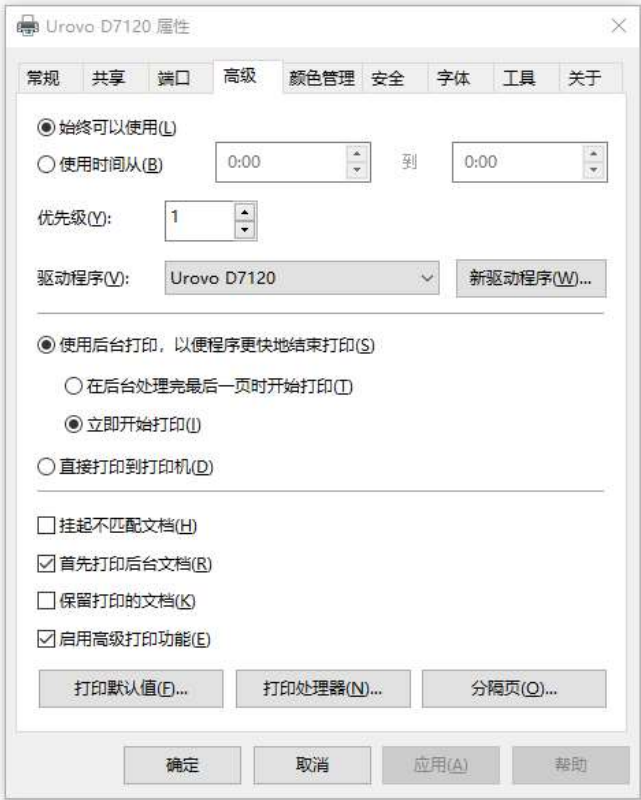 Urovo D7120 属性
常规 共享 端口 高级 颜色管理 安全 字体 工具 关于
始终可以使用(L)
使用时间从(B) 0:00 到 0:00
优先级(Y): 1
驱动程序(V): Urovo D7120 新驱动程序(W)...
使用后台打印，以便程序更快地结束打印(S)
在后台处理完最后一页时开始打印(T)
立即开始打印(I)
直接打印到打印机(D)
挂起不匹配文档(H)
首先打印后台文档(R)
保留打印的文档(K)
启用高级打印功能(E)
打印默认值(F)... 打印处理器(N)... 分隔页(O)...
确定 取消 应用(A) 帮助